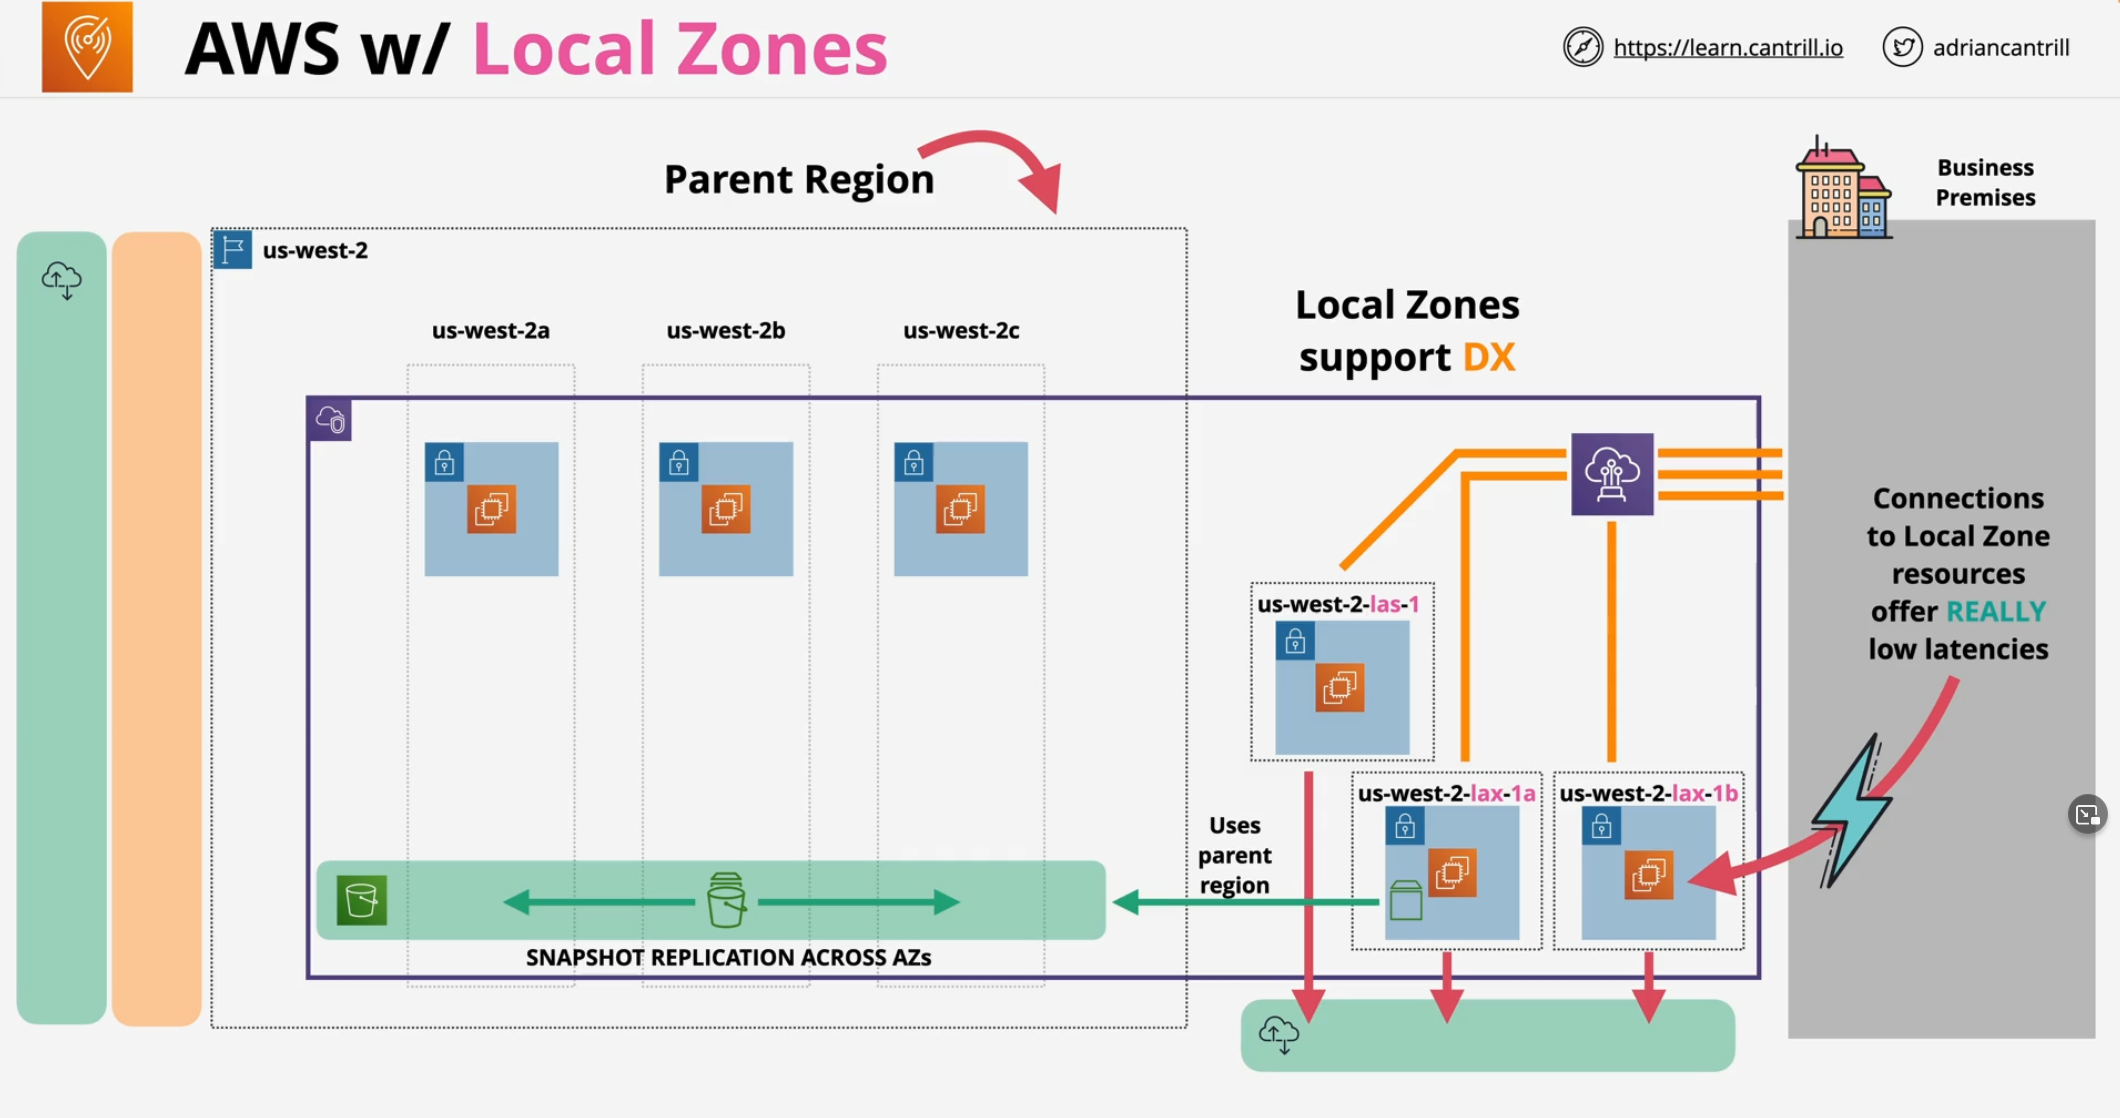 AWS w/ Local Zones
https://learn.cantrill.io
adriancantrill
Parent Region
Business
Premises
us-west-2
us-west-2a
us-west-2b
us-west-2c
Local Zones
support DX
Connections
to Local Zone
resources
offer REALLY
low latencies
us-west-2-las-1
us-west-2-lax-1a
us-west-2-lax-1b
Uses
parent
region
SNAPSHOT REPLICATION ACROSS AZs